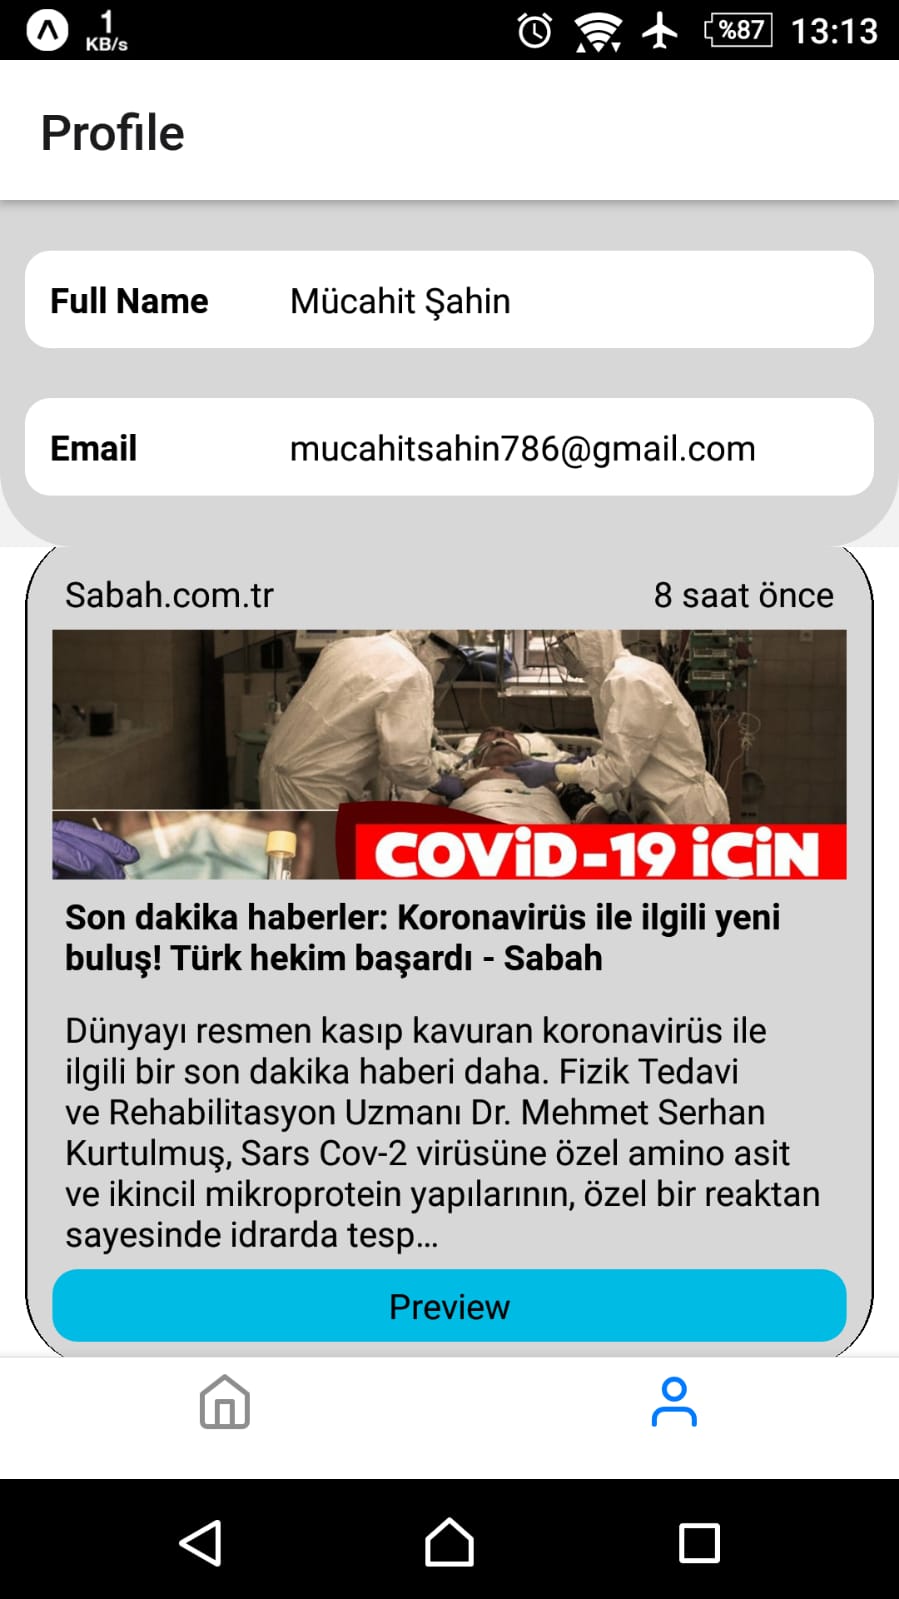 1
KB/s
%87
13:13
Profile
Full Name Mücahit Şahin
Email mucahitsahin786@gmail.com
Sabah.com.tr 8 saat önce
COVİD-19 İCİN
Son dakika haberler: Koronavirüs ile ilgili yeni
buluş! Türk hekim başardı - Sabah
Dünyayı resmen kasıp kavuran koronavirüs ile
ilgili bir son dakika haberi daha. Fizik Tedavi
ve Rehabilitasyon Uzmanı Dr. Mehmet Serhan
Kurtulmuş, Sars Cov-2 virüsüne özel amino asit
ve ikincil mikroprotein yapılarının, özel bir reaktan
sayesinde idrarda tesp…
Preview